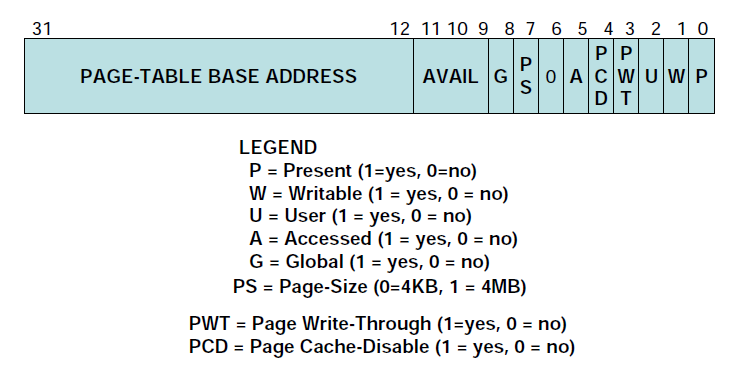 31 12 11 10 9 8 7 6 5 4 3 2 1 0
PAGE-TABLE BASE ADDRESS AVAIL G PS 0 A PCD PWT U W P
LEGEND
P = Present (1=yes, 0=no)
W = Writable (1 = yes, 0 = no)
U = User (1 = yes, 0 = no)
A = Accessed (1 = yes, 0 = no)
G = Global (1 = yes, 0 = no)
PS = Page-Size (0=4KB, 1 = 4MB)
PWT = Page Write-Through (1=yes, 0 = no)
PCD = Page Cache-Disable (1 = yes, 0 = no)